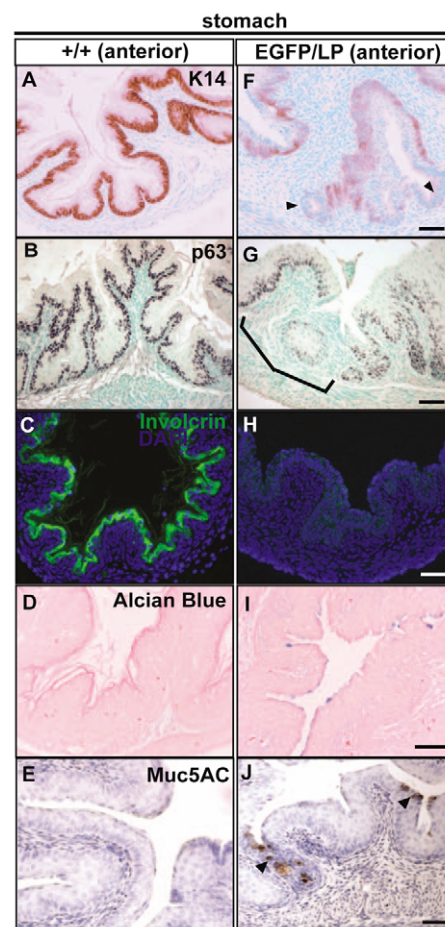 stomach
+/+ (anterior)
EGFP/LP (anterior)
A
K14
F
B
p63
G
C
Involcrin
DAPI
H
D
Alcian Blue
I
E
Muc5AC
J